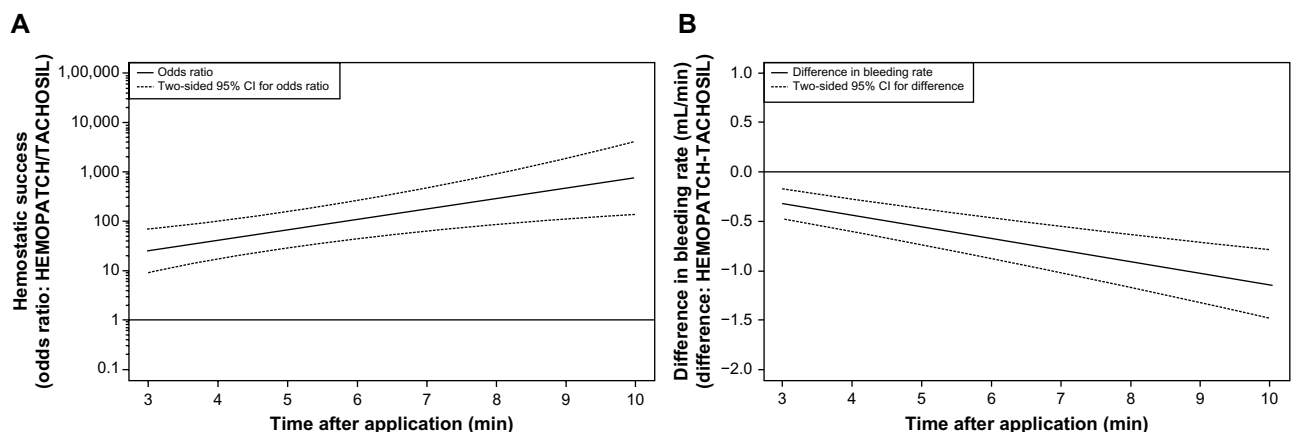 A
Hemostatic success
(odds ratio: HEMOPATCH/TACHOSIL)
1,00,000
10,000
1,000
100
10
1
0.1
Odds ratio
Two-sided 95% CI for odds ratio
3 4 5 6 7 8 9 10
Time after application (min)
B
Difference in bleeding rate (mL/min)
(difference: HEMOPATCH-TACHOSIL)
1.0
0.5
0.0
−0.5
−1.0
−1.5
−2.0
Difference in bleeding rate
Two-sided 95% CI for difference
3 4 5 6 7 8 9 10
Time after application (min)